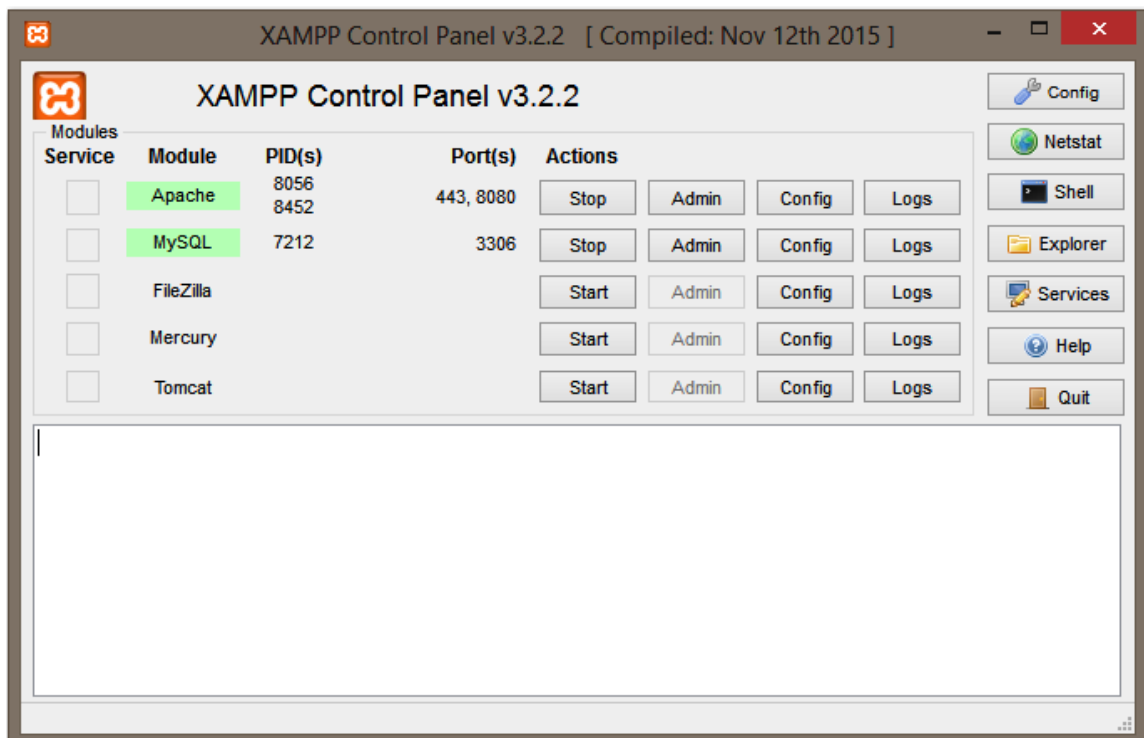 XAMPP Control Panel v3.2.2 [ Compiled: Nov 12th 2015 ]
XAMPP Control Panel v3.2.2
Config
Modules
Service Module PID(s) Port(s) Actions
Netstat
Apache 8056 8452 443, 8080 Stop Admin Config Logs
Shell
MySQL 7212 3306 Stop Admin Config Logs
Explorer
FileZilla Start Admin Config Logs
Services
Mercury Start Admin Config Logs
Help
Tomcat Start Admin Config Logs
Quit